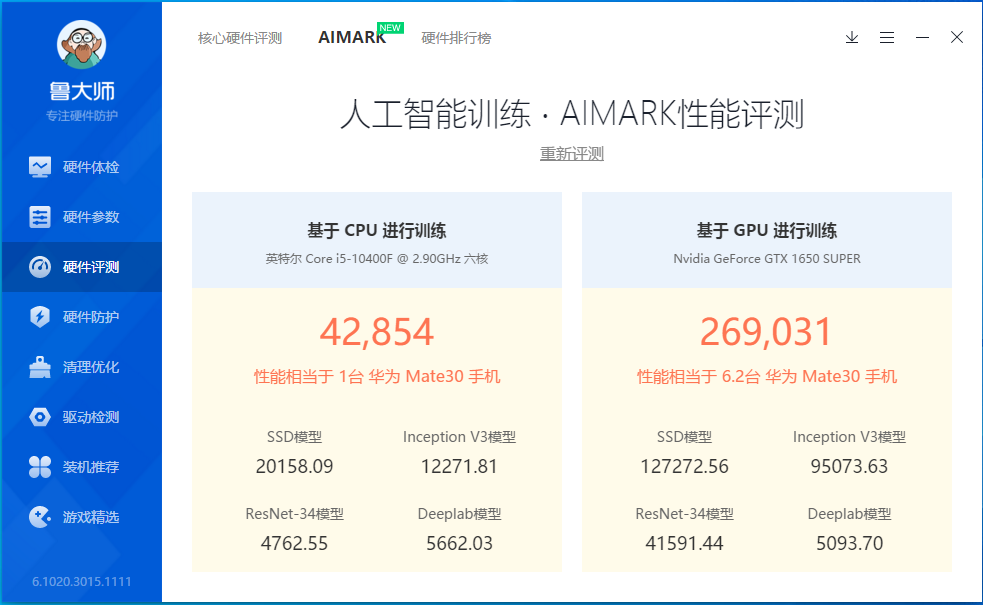 鲁大师
专注硬件防护
硬件体检
硬件参数
硬件评测
硬件防护
清理优化
驱动检测
装机推荐
游戏精选
6.1020.3015.1111
核心硬件评测 AIMARK NEW 硬件排行榜
人工智能训练 · AIMARK性能评测
重新评测
基于 CPU 进行训练
英特尔 Core i5-10400F @ 2.90GHz 六核
42,854
性能相当于 1台 华为 Mate30 手机
SSD模型 Inception V3模型
20158.09 12271.81
ResNet-34模型 Deeplab模型
4762.55 5662.03
基于 GPU 进行训练
Nvidia GeForce GTX 1650 SUPER
269,031
性能相当于 6.2台 华为 Mate30 手机
SSD模型 Inception V3模型
127272.56 95073.63
ResNet-34模型 Deeplab模型
41591.44 5093.70